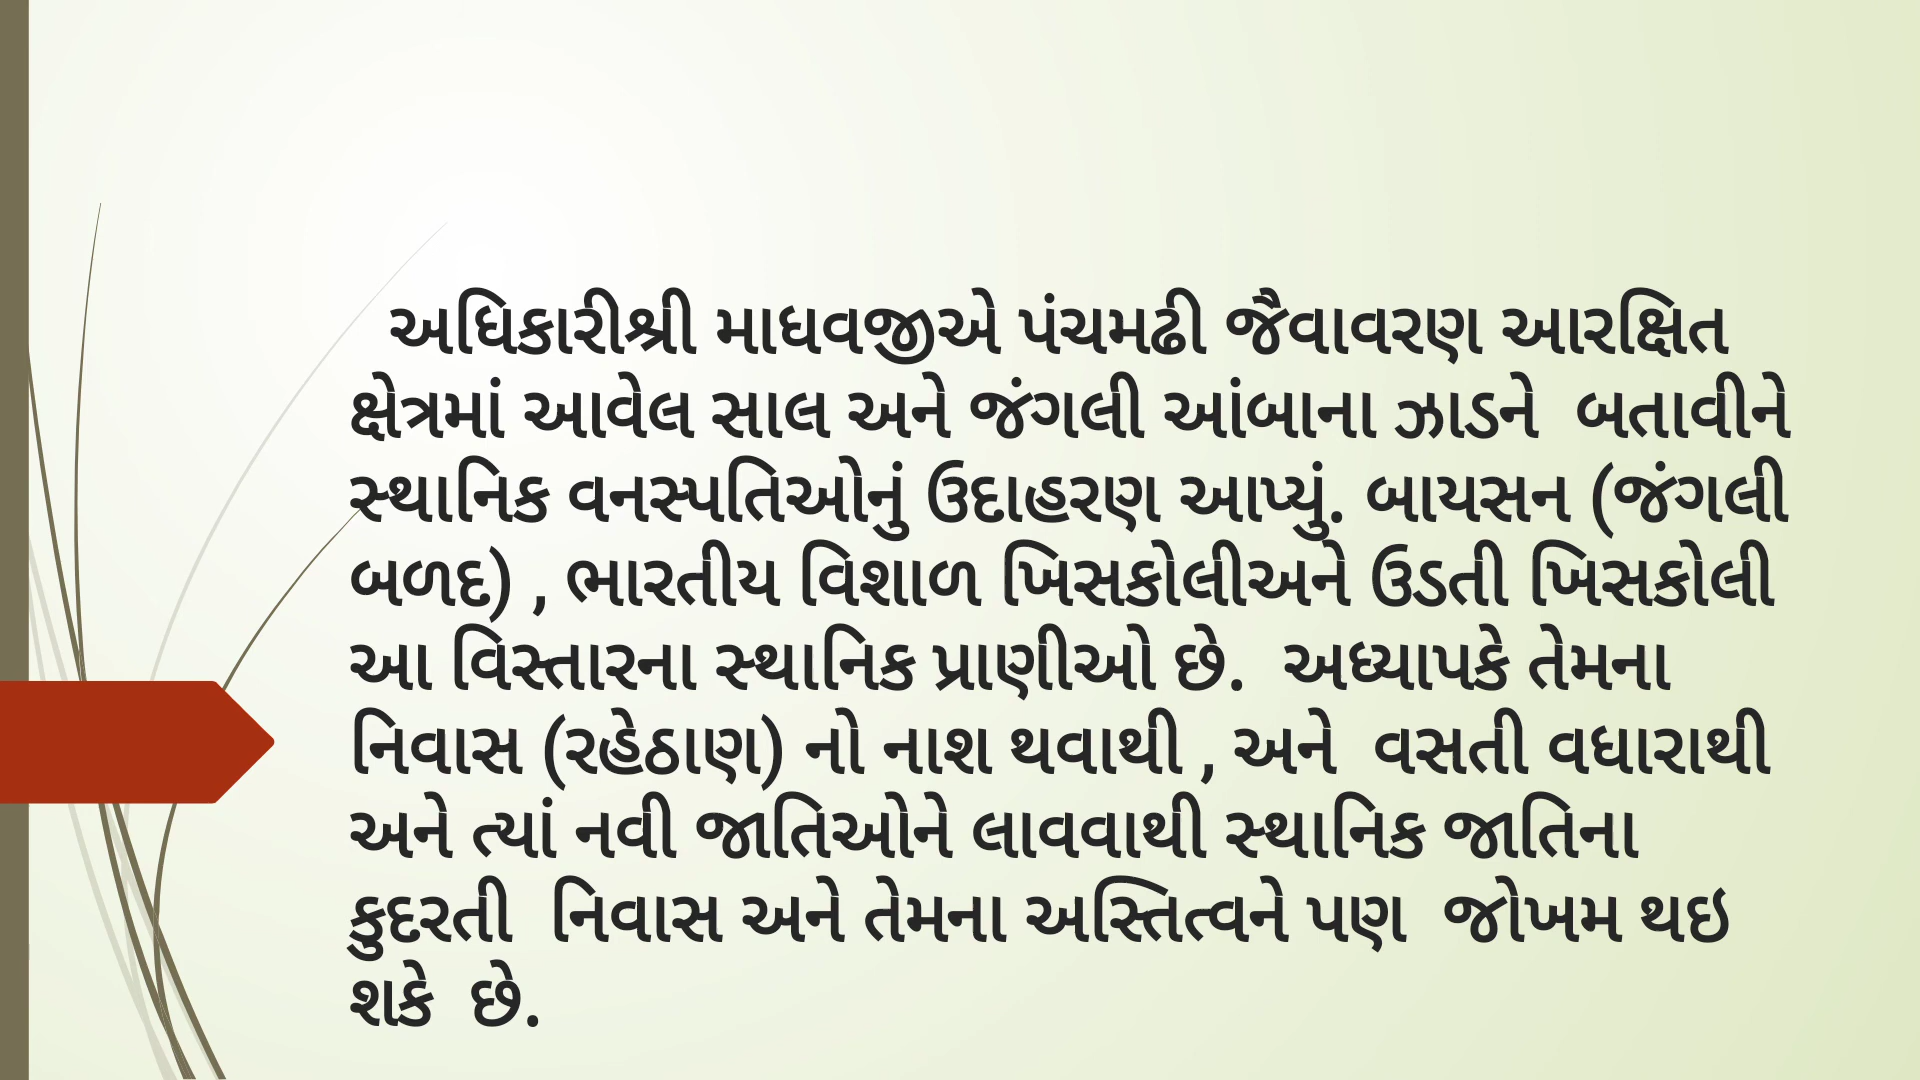 અધિકારીશ્રી માધવજીએ પંચમઢી જૈવાવરણ આરક્ષિત
ક્ષેત્રમાં આવેલ સાલ અને જંગલી આંબાના ઝાડને  બતાવીને
સ્થાનિક વનસ્પતિઓનું ઉદાહરણ આપ્યું. બાયસન (જંગલી
બળદ) , ભારતીય વિશાળ ખિસકોલીઅને ઉડતી ખિસકોલી
આ વિસ્તારના સ્થાનિક પ્રાણીઓ છે.  અધ્યાપકે તેમના
નિવાસ (રહેઠાણ) નો નાશ થવાથી , અને  વસતી વધારાથી
અને ત્યાં નવી જાતિઓને લાવવાથી સ્થાનિક જાતિના
કુદરતી  નિવાસ અને તેમના અસ્તિત્વને પણ  જોખમ થઇ
શકે  છે.